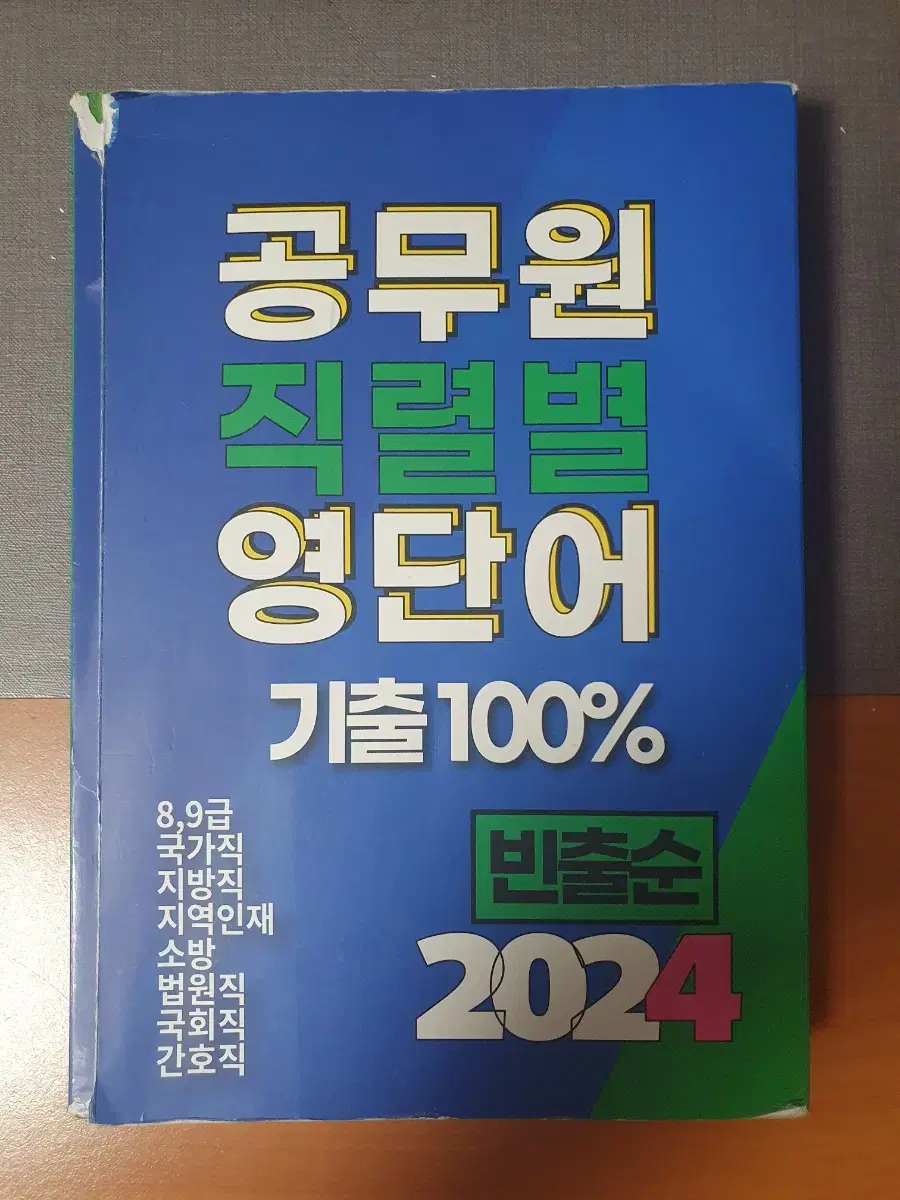 공무원
직렬별
영단어
기출 100%
8,9급
국가직
지방직
지역인재
소방
법원직
국회직
간호직
빈출순
2024